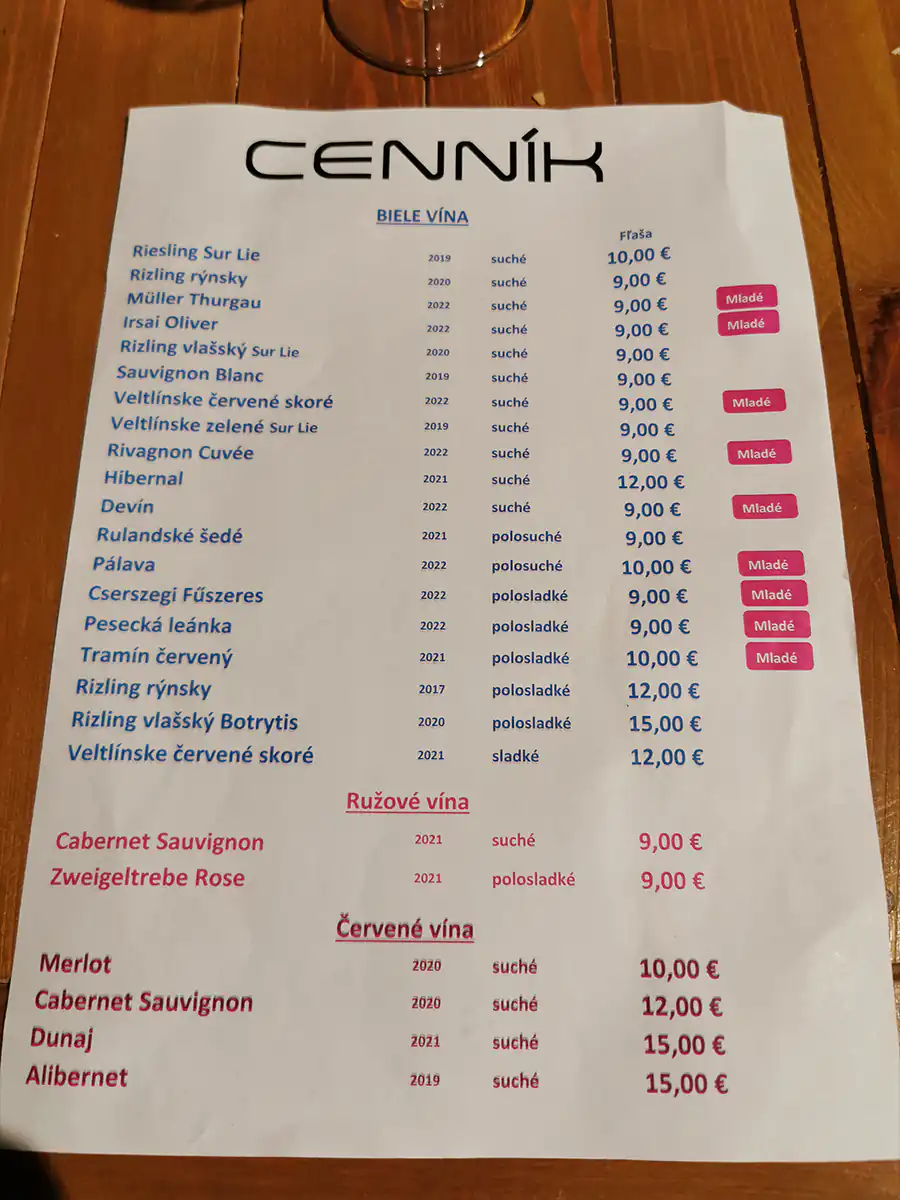 CENNÍK
BIELE VÍNA
Fľaša
Riesling Sur Lie 2019 suché 10,00 €
Rizling rýnsky 2020 suché 9,00 €
Müller Thurgau 2022 suché 9,00 € Mladé
Irsai Oliver 2022 suché 9,00 € Mladé
Rizling vlašský Sur Lie 2020 suché 9,00 €
Sauvignon Blanc 2019 suché 9,00 €
Veltlínske červené skoré 2022 suché 9,00 € Mladé
Veltlínske zelené Sur Lie 2019 suché 9,00 €
Rivagnon Cuvée 2022 suché 9,00 € Mladé
Hibernal 2021 suché 12,00 €
Devín 2022 suché 9,00 € Mladé
Rulandské šedé 2021 polosuché 9,00 €
Pálava 2022 polosuché 10,00 € Mladé
Cserszegi Fűszeres 2022 polosladké 9,00 € Mladé
Pesecká leánka 2022 polosladké 9,00 € Mladé
Tramín červený 2021 polosladké 10,00 € Mladé
Rizling rýnsky 2017 polosladké 12,00 €
Rizling vlašský Botrytis 2020 polosladké 15,00 €
Veltlínske červené skoré 2021 sladké 12,00 €
Ružové vína
Cabernet Sauvignon 2021 suché 9,00 €
Zweigeltrebe Rose 2021 polosladké 9,00 €
Červené vína
Merlot 2020 suché 10,00 €
Cabernet Sauvignon 2020 suché 12,00 €
Dunaj 2021 suché 15,00 €
Alibernet 2019 suché 15,00 €